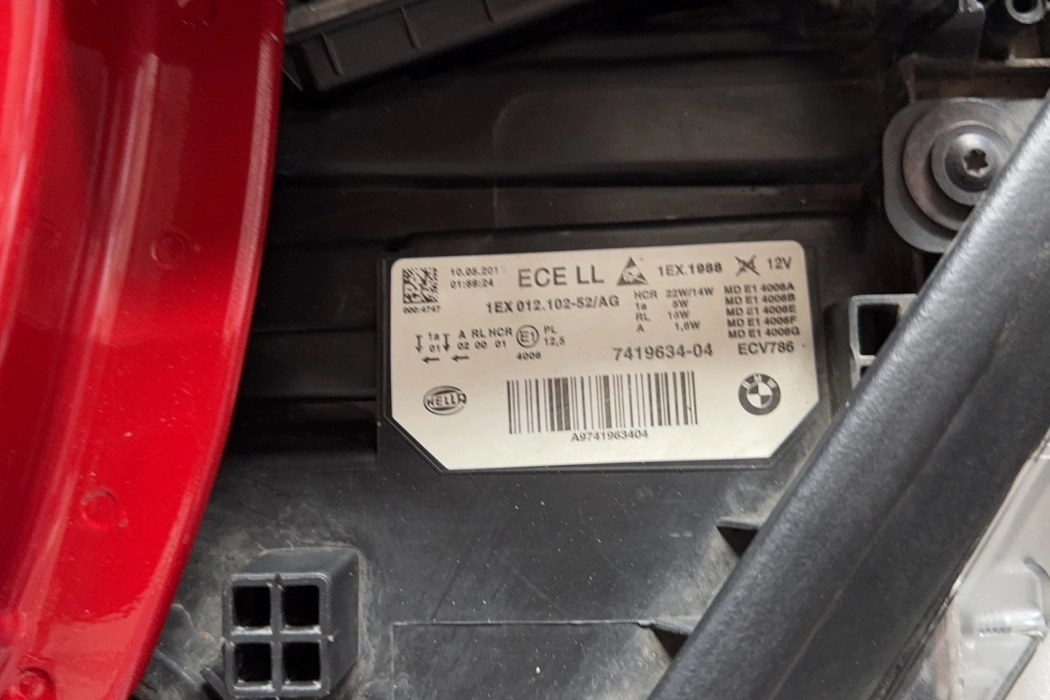 10.05.201
01:59:24
ECE LL
1EX.1988
12V
000:4747
1EX 012.102-52/AG
HCR 22W/14W
1a 5W
RL 15W
A 1,8W
MD E1 4006A
MD E1 4006B
MD E1 4006E
MD E1 4006F
MD E1 4006G
1a
01
A RL HCR
02 00 01
E1
4006
PL
12,5
7419634-04
ECV786
HELLA
BMW
A9741963404